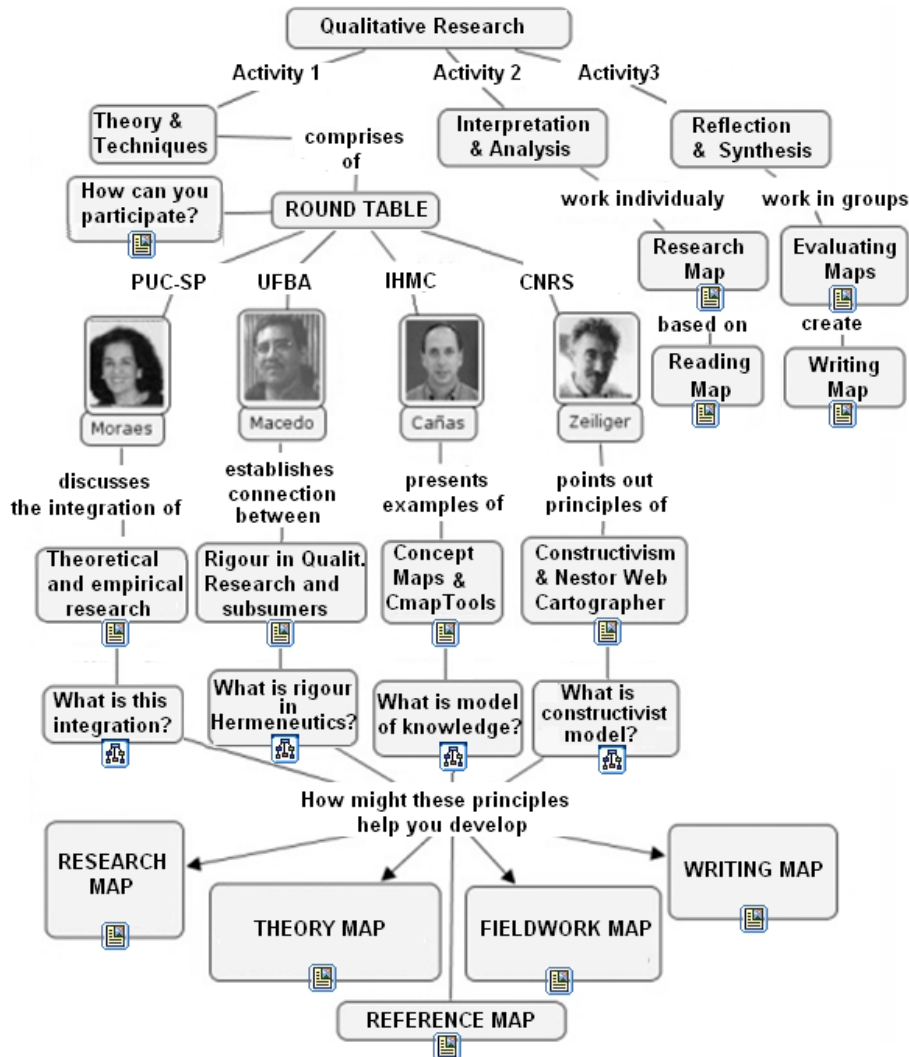 Qualitative Research
Activity 1
Activity 2
Activity3
Theory &
Techniques
comprises
of
Interpretation
& Analysis
Reflection
& Synthesis
How can you
participate?
ROUND TABLE
work individualy
work in groups
Research
Map
Evaluating
Maps
PUC-SP
UFBA
IHMC
CNRS
based on
create
Reading
Map
Writing
Map
Moraes
Macedo
Cañas
Zeiliger
discusses
the integration of
establishes
connection
between
presents
examples of
points out
principles of
Theoretical
and empirical
research
Rigour in Qualit.
Research and
subsumers
Concept
Maps &
CmapTools
Constructivism
& Nestor Web
Cartographer
What is this
integration?
What is rigour
in
Hermeneutics?
What is model
of knowledge?
What is
constructivist
model?
How might these principles
help you develop
RESEARCH
MAP
THEORY MAP
FIELDWORK MAP
WRITING MAP
REFERENCE MAP